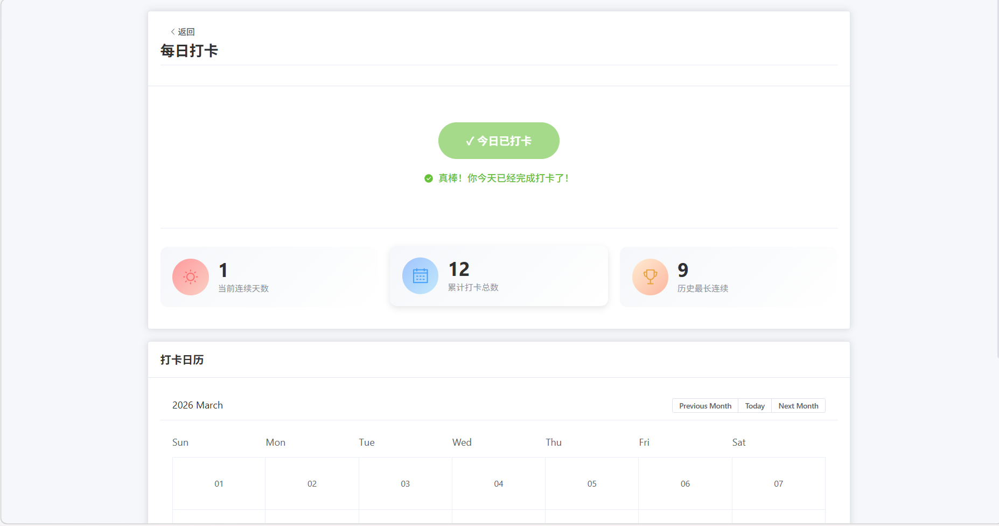 返回
每日打卡
✓ 今日已打卡
真棒！你今天已经完成打卡了！
1
当前连续天数
12
累计打卡总数
9
历史最长连续
打卡日历
2026 March
Previous Month Today Next Month
Sun Mon Tue Wed Thu Fri Sat
01 02 03 04 05 06 07